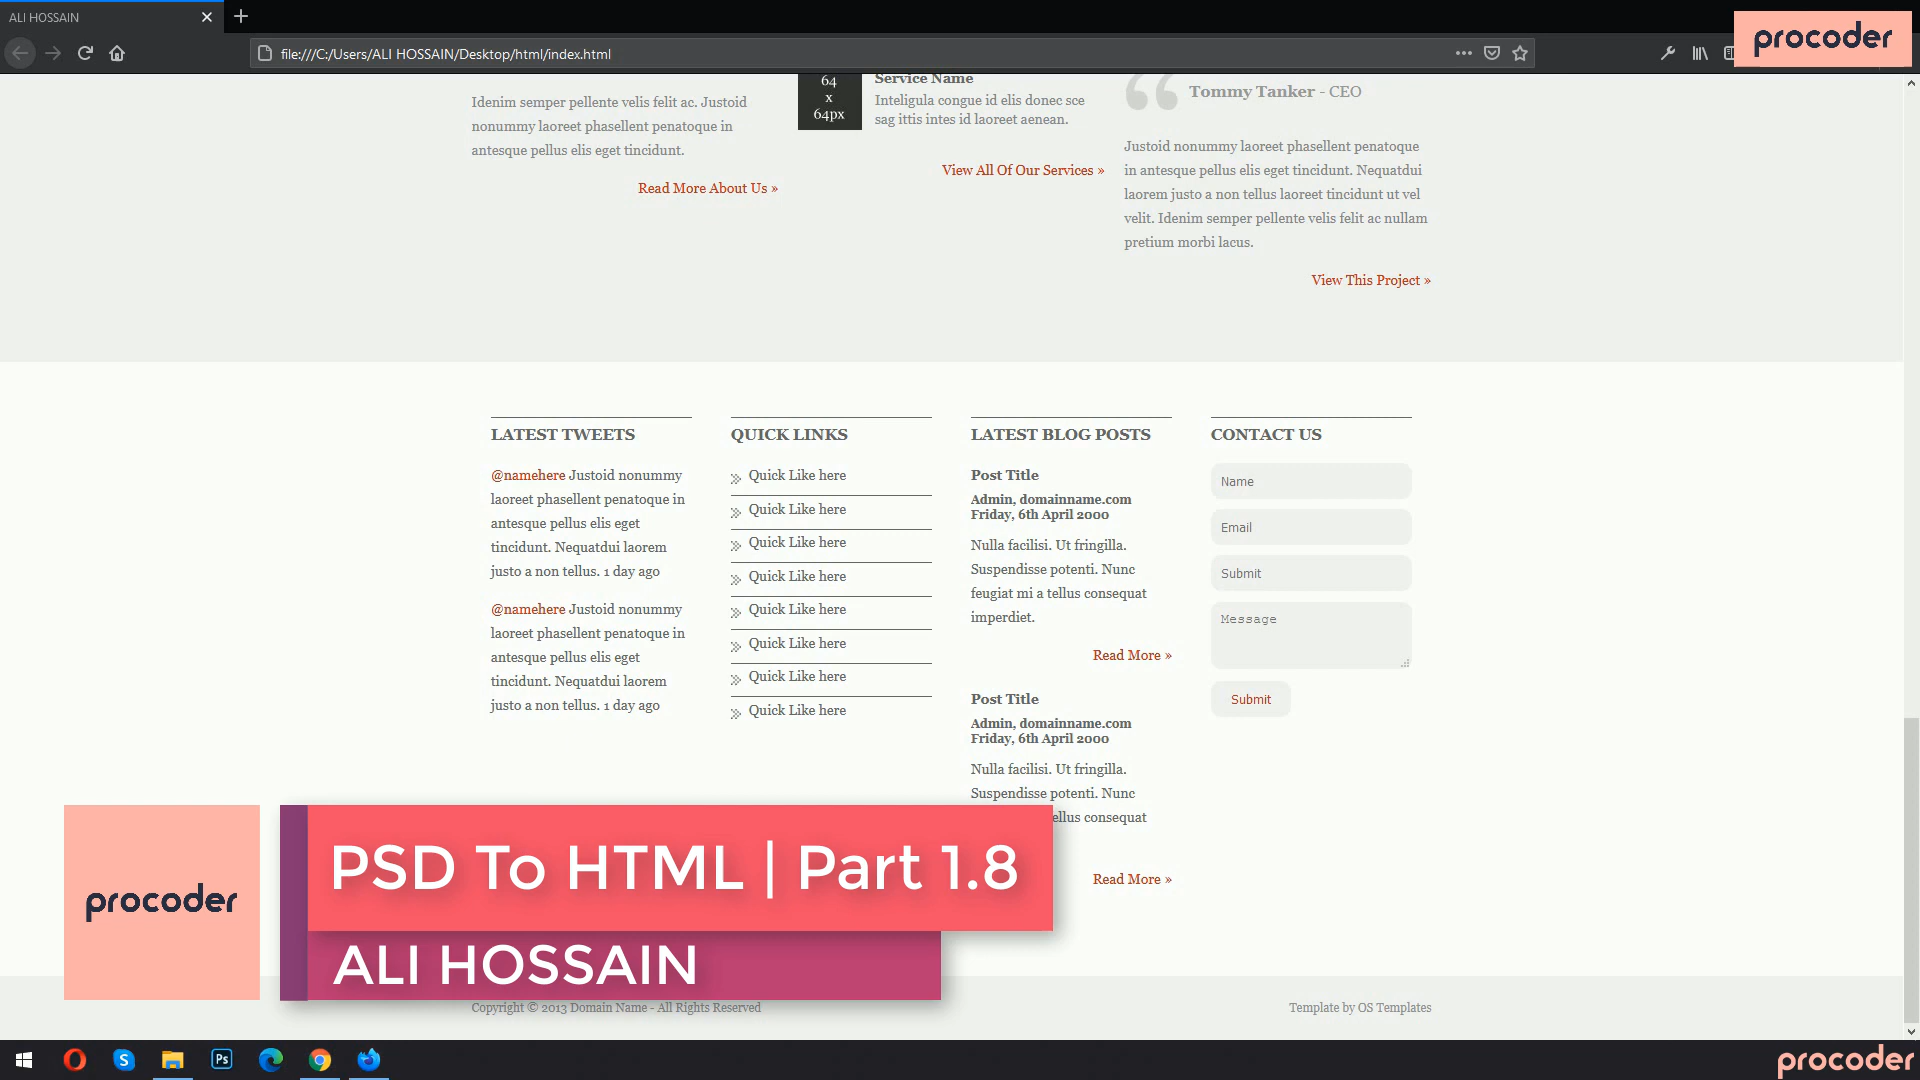 ALI HOSSAIN
file:///C:/Users/ALI HOSSAIN/Desktop/html/index.html
procoder
Idenim semper pellente velis felit ac. Justoid
nonummy laoreet phasellent penatoque in
antesque pellus elis eget tincidunt.
Read More About Us »
64
x
64px
Service Name
Inteligula congue id elis donec sce
sag ittis intes id laoreet aenean.
View All Of Our Services »
Tommy Tanker - CEO
Justoid nonummy laoreet phasellent penatoque
in antesque pellus elis eget tincidunt. Nequatdui
laorem justo a non tellus laoreet tincidunt ut vel
velit. Idenim semper pellente velis felit ac nullam
pretium morbi lacus.
View This Project »
LATEST TWEETS
@namehere Justoid nonummy
laoreet phasellent penatoque in
antesque pellus elis eget
tincidunt. Nequatdui laorem
justo a non tellus. 1 day ago
@namehere Justoid nonummy
laoreet phasellent penatoque in
antesque pellus elis eget
tincidunt. Nequatdui laorem
justo a non tellus. 1 day ago
QUICK LINKS
Quick Like here
Quick Like here
Quick Like here
Quick Like here
Quick Like here
Quick Like here
Quick Like here
Quick Like here
LATEST BLOG POSTS
Post Title
Admin, domainname.com
Friday, 6th April 2000
Nulla facilisi. Ut fringilla.
Suspendisse potenti. Nunc
feugiat mi a tellus consequat
imperdiet.
Read More »
Post Title
Admin, domainname.com
Friday, 6th April 2000
Nulla facilisi. Ut fringilla.
Suspendisse potenti. Nunc
consequat
Read More »
CONTACT US
Name
Email
Submit
Message
Submit
procoder
PSD To HTML | Part 1.8
ALI HOSSAIN
Copyright © 2013 Domain Name - All Rights Reserved
Template by OS Templates
Ps
procoder